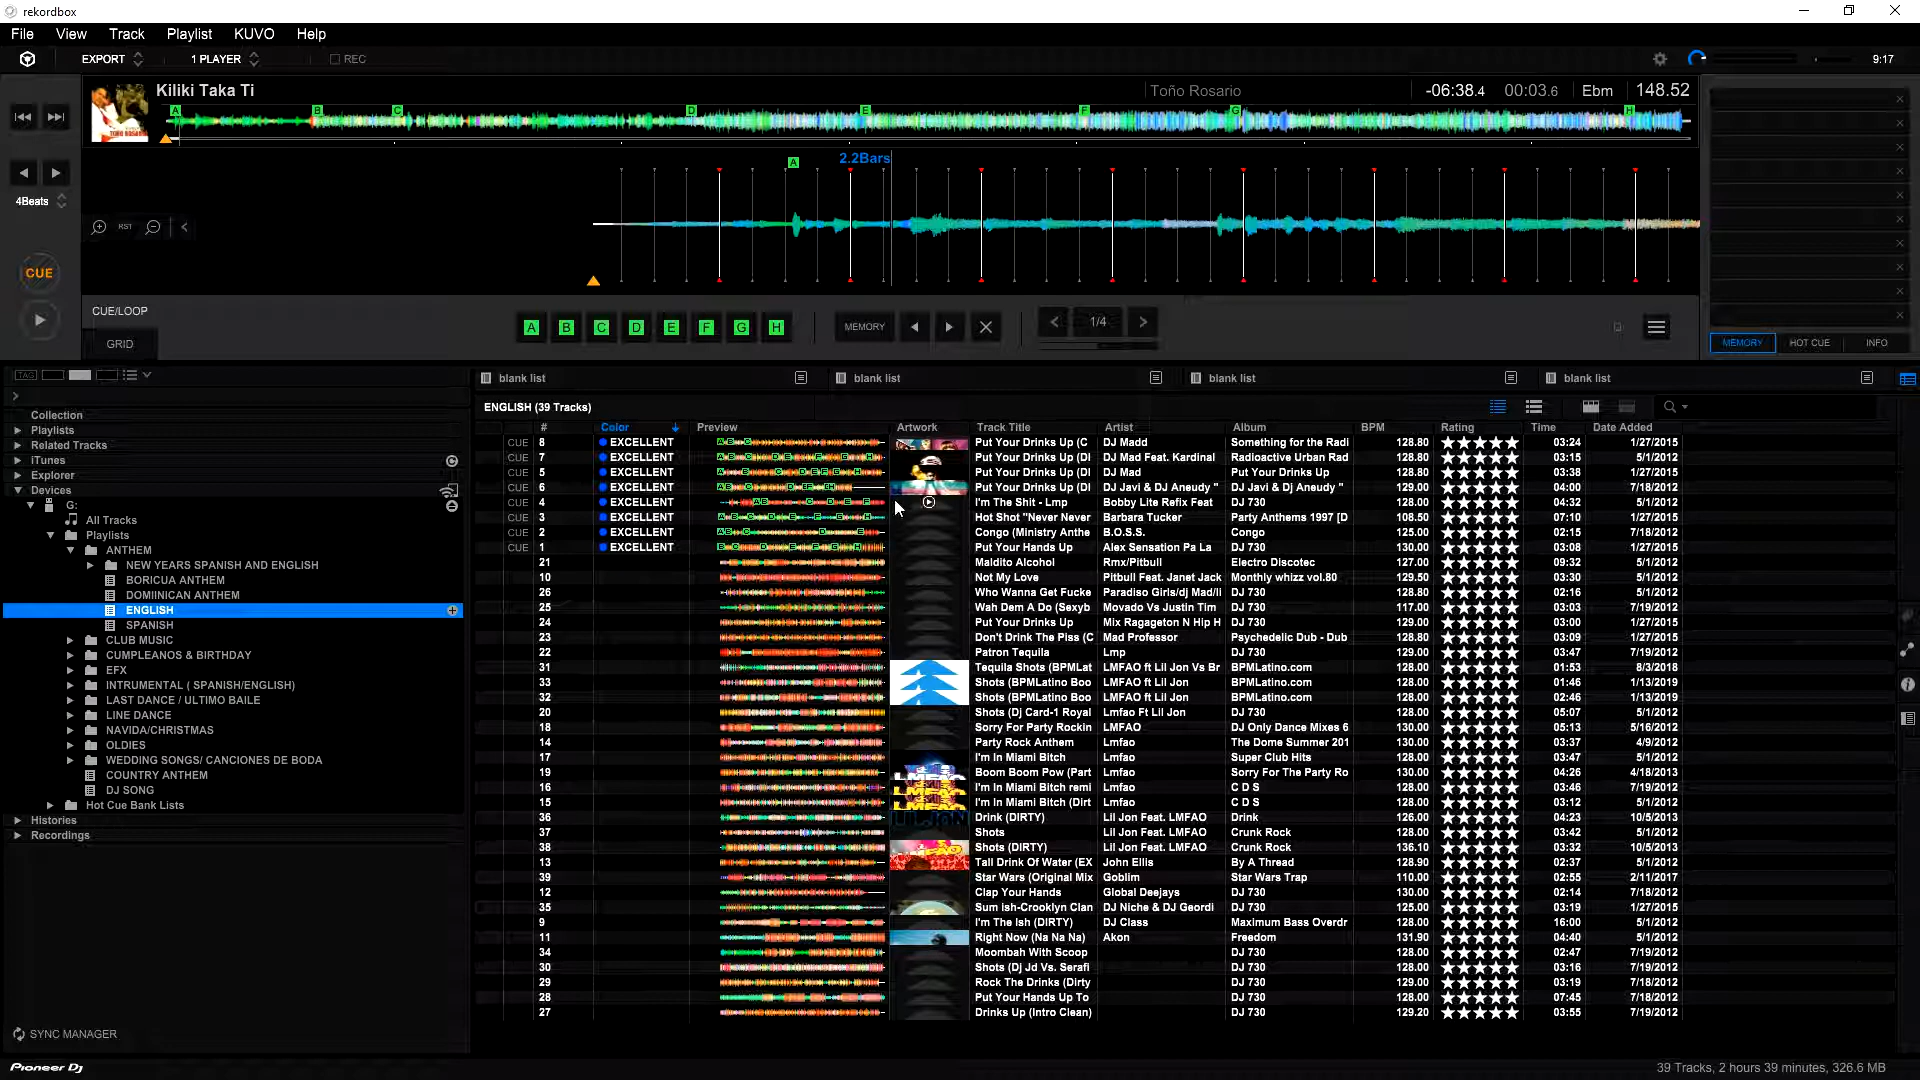 rekordbox
File View Track Playlist KUVO Help
EXPORT 1 PLAYER REC 9:17
Kiliki Taka Ti Toño Rosario -06:38.4 00:03.6 Ebm 148.52
A B C D E F G H
A 2.2Bars
4Beats
RST
CUE
CUE/LOOP
GRID
A B C D E F G H MEMORY 1/4
MEMORY HOT CUE INFO
TAG
blank list blank list blank list blank list
Collection
Playlists
Related Tracks
iTunes
Explorer
Devices
G:
All Tracks
Playlists
ANTHEM
NEW YEARS SPANISH AND ENGLISH
BORICUA ANTHEM
DOMIINICAN ANTHEM
ENGLISH
SPANISH
CLUB MUSIC
CUMPLEANOS & BIRTHDAY
EFX
INTRUMENTAL ( SPANISH/ENGLISH)
LAST DANCE / ULTIMO BAILE
LINE DANCE
NAVIDA/CHRISTMAS
OLDIES
WEDDING SONGS/ CANCIONES DE BODA
COUNTRY ANTHEM
DJ SONG
Hot Cue Bank Lists
Histories
Recordings
SYNC MANAGER
ENGLISH (39 Tracks)
# Color Preview Artwork Track Title Artist Album BPM Rating Time Date Added
CUE 8 EXCELLENT Put Your Drinks Up (C DJ Madd Something for the Radi 128.80 03:24 1/27/2015
CUE 7 EXCELLENT Put Your Drinks Up (DI DJ Mad Feat. Kardinal Radioactive Urban Rad 128.80 03:15 5/1/2012
CUE 5 EXCELLENT Put Your Drinks Up (DI DJ Mad Put Your Drinks Up 128.80 03:38 1/27/2015
CUE 6 EXCELLENT Put Your Drinks Up (DI DJ Javi & DJ Aneudy " DJ Javi & Dj Aneudy " 129.00 04:00 7/18/2012
CUE 4 EXCELLENT I'm The Shit - Lmp Bobby Lite Refix Feat DJ 730 128.00 04:32 5/1/2012
CUE 3 EXCELLENT Hot Shot "Never Never Barbara Tucker Party Anthems 1997 [D 108.50 07:10 1/27/2015
CUE 2 EXCELLENT Congo (Ministry Anthe B.O.S.S. Congo 125.00 02:15 7/18/2012
CUE 1 EXCELLENT Put Your Hands Up Alex Sensation Pa La DJ 730 130.00 03:08 1/27/2015
21 Maldito Alcohol Rmx/Pitbull Electro Discotec 127.00 09:32 5/1/2012
10 Not My Love Pitbull Feat. Janet Jack Monthly whizz vol.80 129.50 03:30 5/1/2012
26 Who Wanna Get Fucke Paradiso Girls/dj Mad/li DJ 730 128.80 02:16 5/1/2012
25 Wah Dem A Do (Sexyb Movado Vs Justin Tim DJ 730 117.00 03:03 7/19/2012
24 Put Your Drinks Up Mix Ragageton N Hip H DJ 730 129.00 03:00 1/27/2015
23 Don't Drink The Piss (C Mad Professor Psychedelic Dub - Dub 128.80 03:09 1/27/2015
22 Patron Tequila Lmp DJ 730 129.00 03:47 7/19/2012
31 Tequila Shots (BPMLat LMFAO ft Lil Jon Vs Br BPMLatino.com 128.00 01:53 8/3/2018
33 Shots (BPMLatino Boo LMFAO ft Lil Jon BPMLatino.com 128.00 01:46 1/13/2019
32 Shots (BPMLatino Boo LMFAO ft Lil Jon BPMLatino.com 128.00 02:46 1/13/2019
20 Shots (Dj Card-1 Royal Lmfao Ft Lil Jon DJ 730 128.00 05:07 5/1/2012
18 Sorry For Party Rockin LMFAO DJ Only Dance Mixes 6 130.00 05:13 5/16/2012
14 Party Rock Anthem Lmfao The Dome Summer 201 130.00 03:37 4/9/2012
17 I'm In Miami Bitch Lmfao Super Club Hits 128.00 03:47 5/1/2012
19 Boom Boom Pow (Part Lmfao Sorry For The Party Ro 130.00 04:26 4/18/2013
16 I'm In Miami Bitch remi Lmfao C D S 128.00 03:46 7/19/2012
15 I'm In Miami Bitch (Dirt Lmfao C D S 128.00 03:12 5/1/2012
36 Drink (DIRTY) Lil Jon Feat. LMFAO Drink 126.00 04:23 10/5/2013
37 Shots Lil Jon Feat. LMFAO Crunk Rock 128.00 03:42 5/1/2012
38 Shots (DIRTY) Lil Jon Feat. LMFAO Crunk Rock 136.10 03:32 10/5/2013
13 Tall Drink Of Water (EX John Ellis By A Thread 128.90 02:37 5/1/2012
39 Star Wars (Original Mix Goblim Star Wars Trap 110.00 02:55 2/11/2017
12 Clap Your Hands Global Deejays DJ 730 130.00 02:14 7/18/2012
35 Sum ish-Crooklyn Clan DJ Niche & DJ Geordi DJ 730 125.00 03:19 1/27/2015
9 I'm The Ish (DIRTY) DJ Class Maximum Bass Overdr 128.00 16:00 5/1/2012
11 Right Now (Na Na Na) Akon Freedom 131.90 04:40 5/1/2012
34 Moombah With Scoop DJ 730 128.00 02:47 7/19/2012
30 Shots (Dj Jd Vs. Serafi DJ 730 128.00 03:16 7/19/2012
29 Rock The Drinks (Dirty DJ 730 129.00 03:19 7/18/2012
28 Put Your Hands Up To DJ 730 128.00 07:45 7/18/2012
27 Drinks Up (Intro Clean) DJ 730 129.20 03:55 7/19/2012
Pioneer Dj 39 Tracks, 2 hours 39 minutes, 326.6 MB